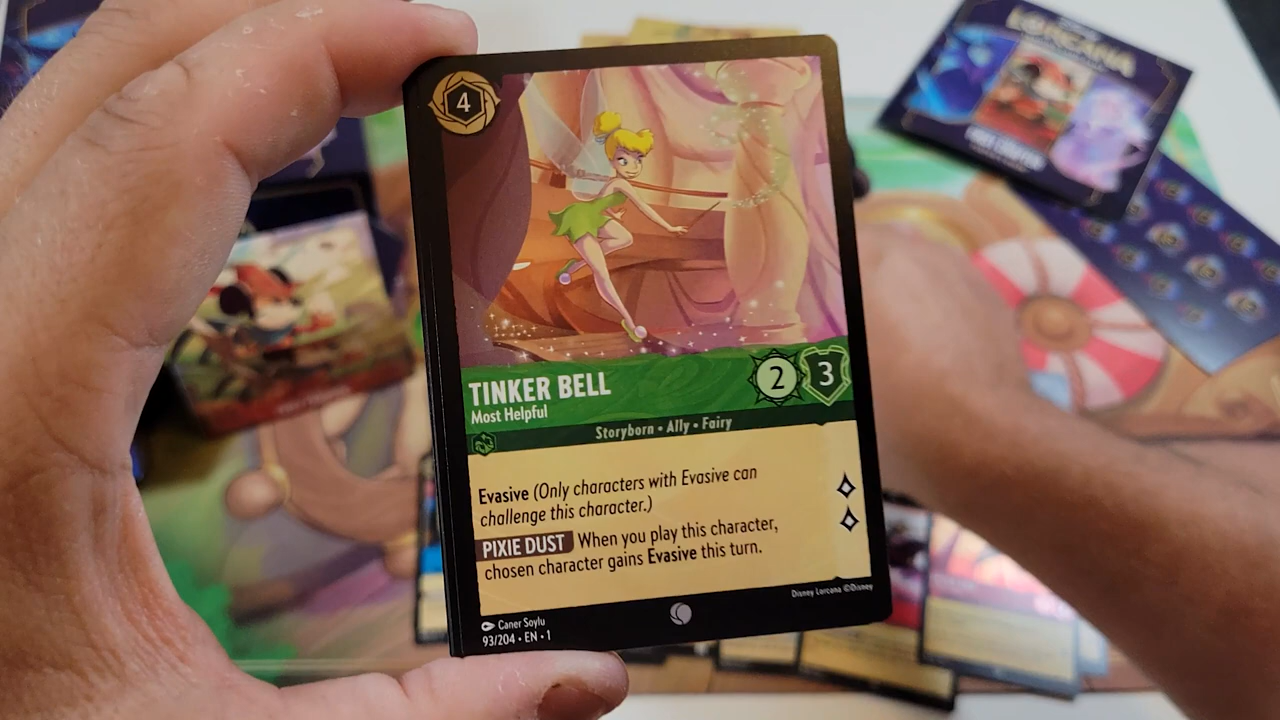 LORCANA
4
TINKER BELL
2 3
Most Helpful
Storyborn • Ally • Fairy
Evasive (Only characters with Evasive can
challenge this character.)
PIXIE DUST When you play this character,
chosen character gains Evasive this turn.
Disney Lorcana ©Disney
Caner Soylu
93/204 • EN • 1